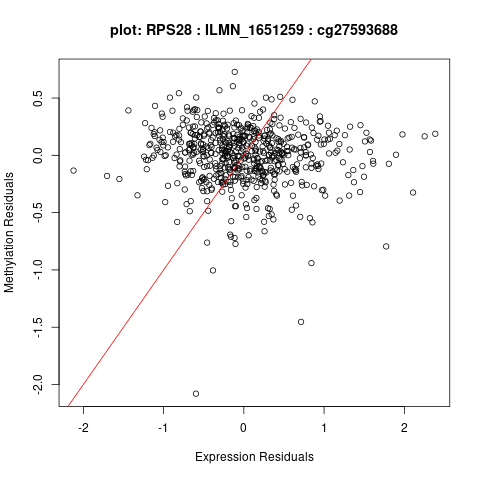 plot: RPS28 : ILMN_1651259 : cg27593688
Methylation Residuals
0.5
0.0
-0.5
-1.0
-1.5
-2.0
-2 -1 0 1 2
Expression Residuals